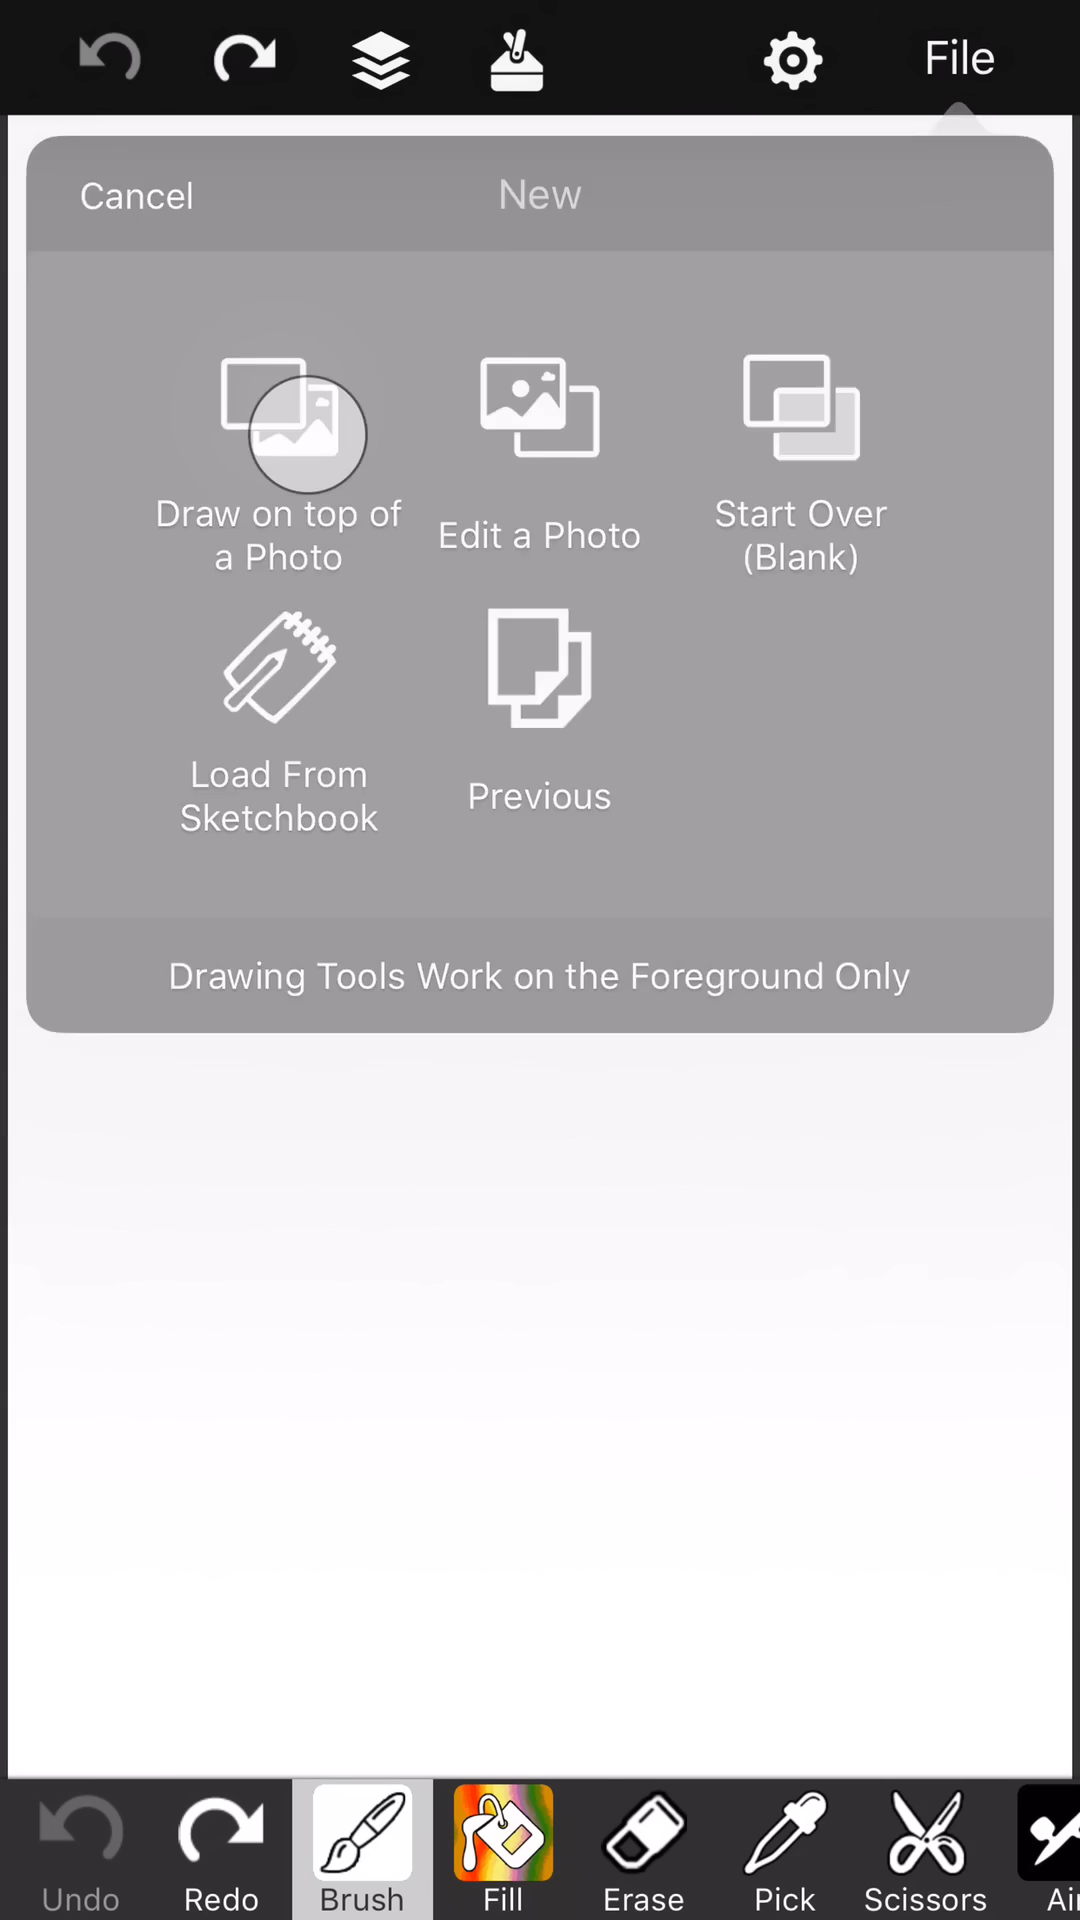 File
Cancel
New
Draw on top of
a Photo
Edit a Photo
Start Over
(Blank)
Load From
Sketchbook
Previous
Drawing Tools Work on the Foreground Only
Undo
Redo
Brush
Fill
Erase
Pick
Scissors